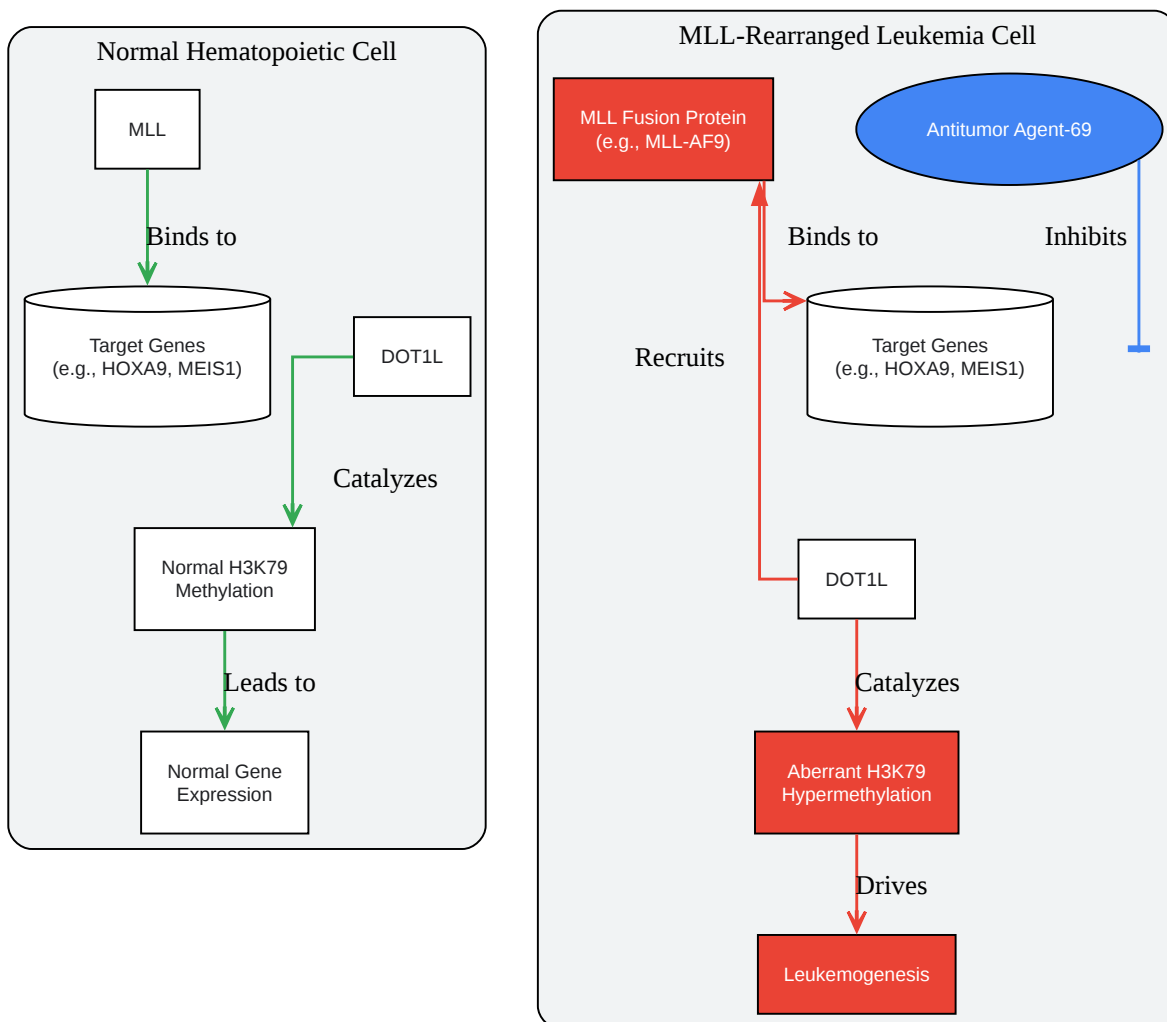 Normal Hematopoietic Cell
MLL
Binds to
Target Genes
(e.g., HOXA9, MEIS1)
DOT1L
Catalyzes
Normal H3K79
Methylation
Leads to
Normal Gene
Expression
MLL-Rearranged Leukemia Cell
MLL Fusion Protein
(e.g., MLL-AF9)
Antitumor Agent-69
Binds to
Inhibits
Recruits
Target Genes
(e.g., HOXA9, MEIS1)
DOT1L
Catalyzes
Aberrant H3K79
Hypermethylation
Drives
Leukemogenesis